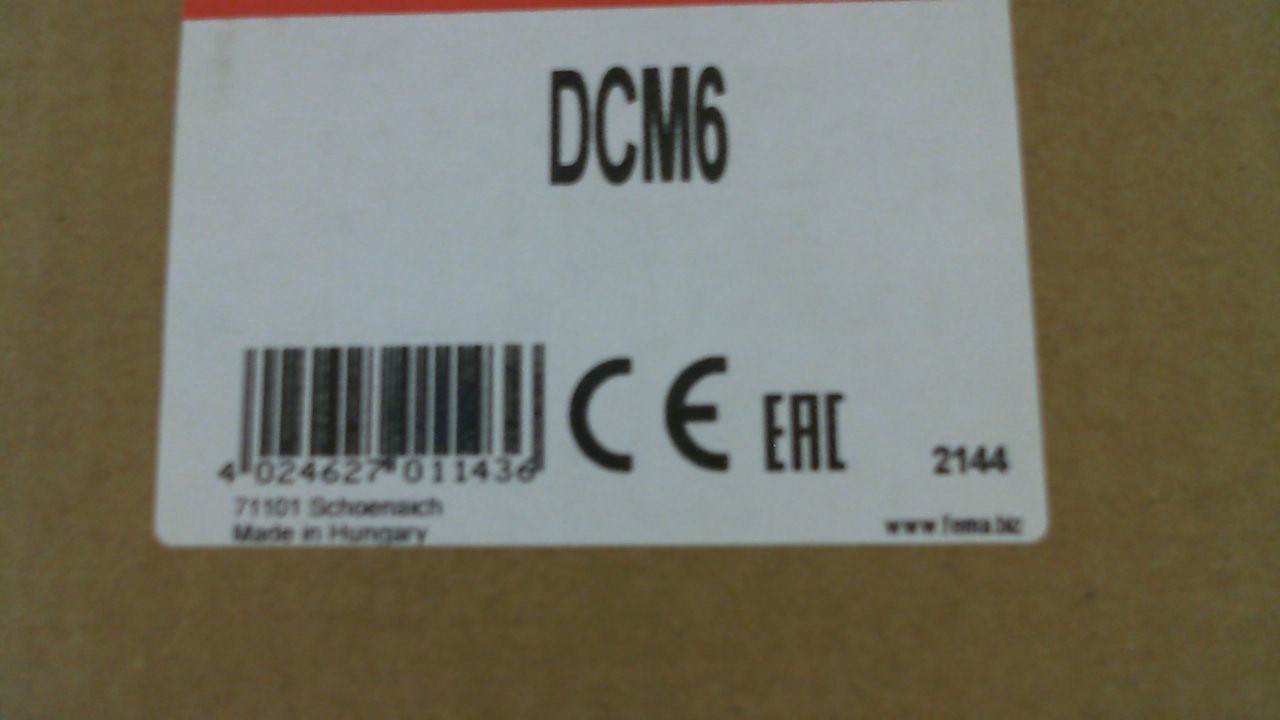 DCM6
4 024627 011436
CE EAC
2144
71101 Schoenaich
Made in Hungary
www.fema.biz